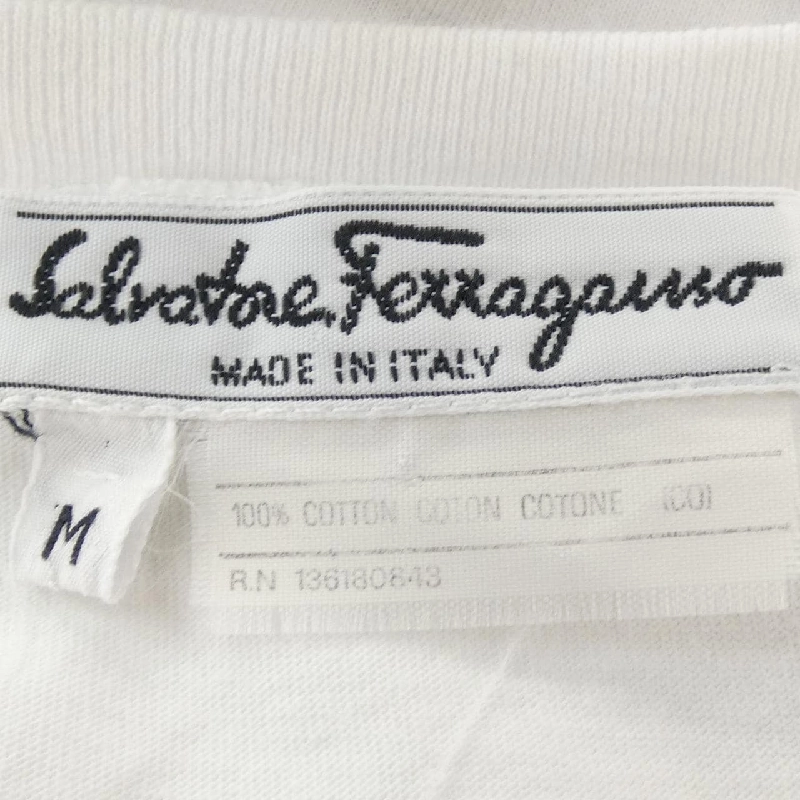 Salvatore Ferragamo
MADE IN ITALY
M
100% COTTON COTON COTONE (CO)
R.N 136180643